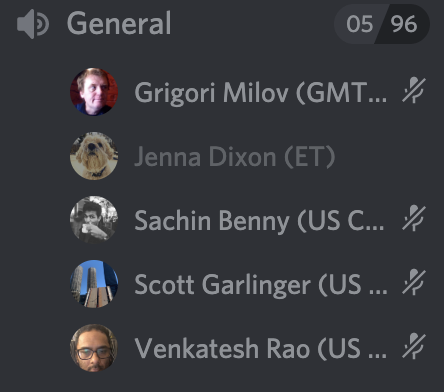 General 05 96
Grigori Milov (GMT...
Jenna Dixon (ET)
Sachin Benny (US C...
Scott Garlinger (US ...
Venkatesh Rao (US ...